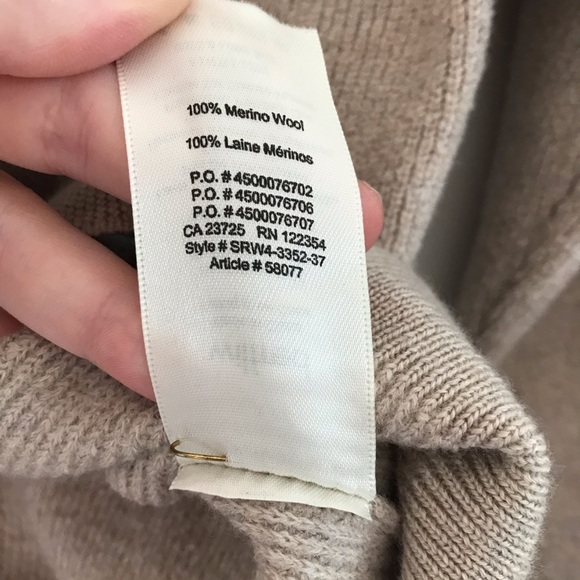 100% Merino Wool
100% Laine Mérinos
P.O. # 4500076702
P.O. # 4500076706
P.O. # 4500076707
CA 23725 RN 122354
Style # SRW4-3352-37
Article # 58077